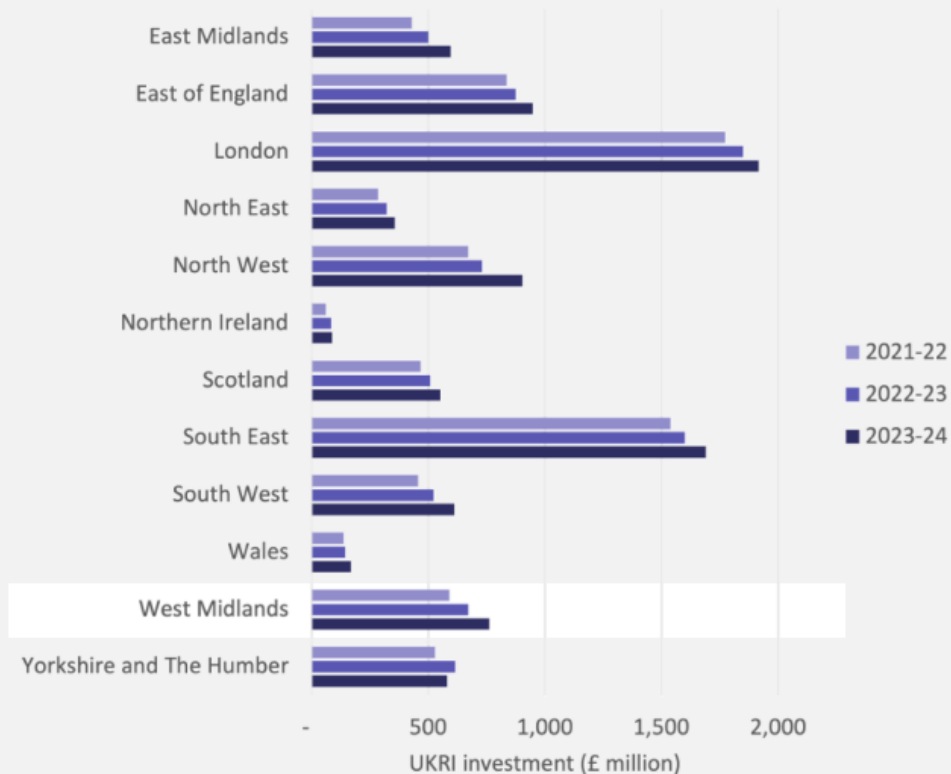 East Midlands
East of England
London
North East
North West
Northern Ireland
Scotland
South East
South West
Wales
West Midlands
Yorkshire and The Humber
2021-22
2022-23
2023-24
- 500 1,000 1,500 2,000
UKRI investment (£ million)